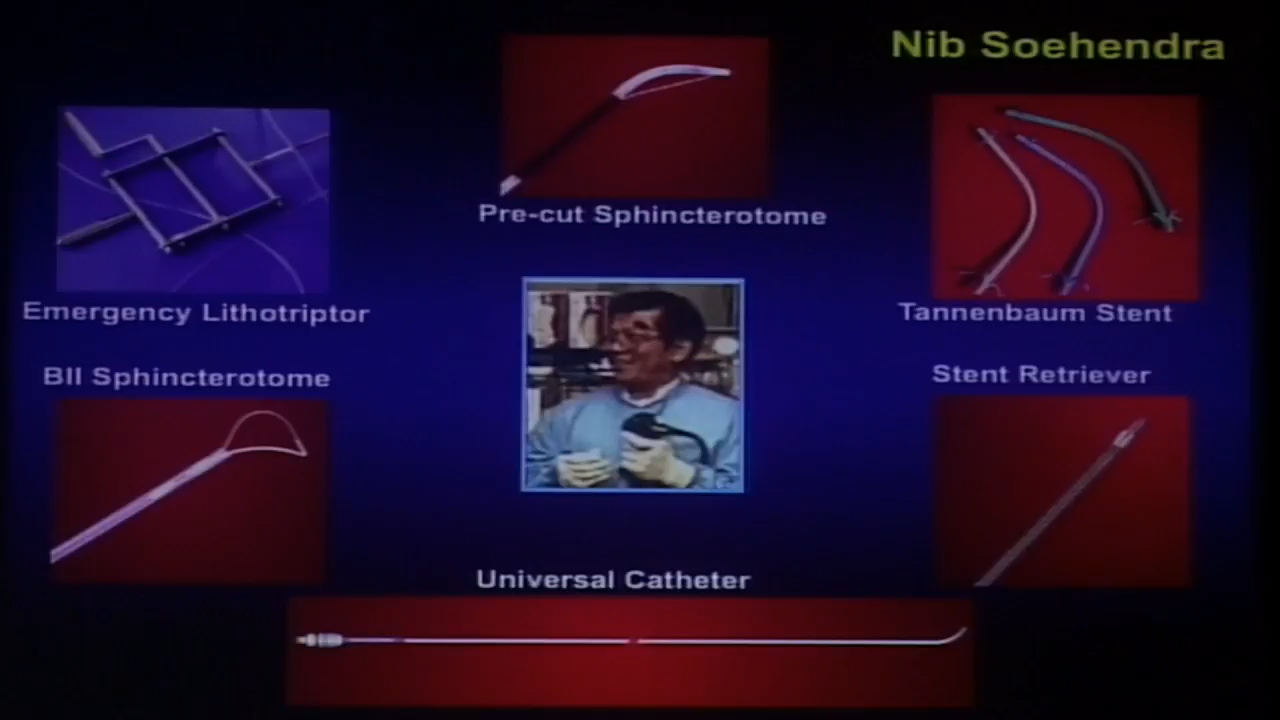 Nib Soehendra
Pre-cut Sphincterotome
Emergency Lithotriptor
Tannenbaum Stent
BII Sphincterotome
Stent Retriever
Universal Catheter